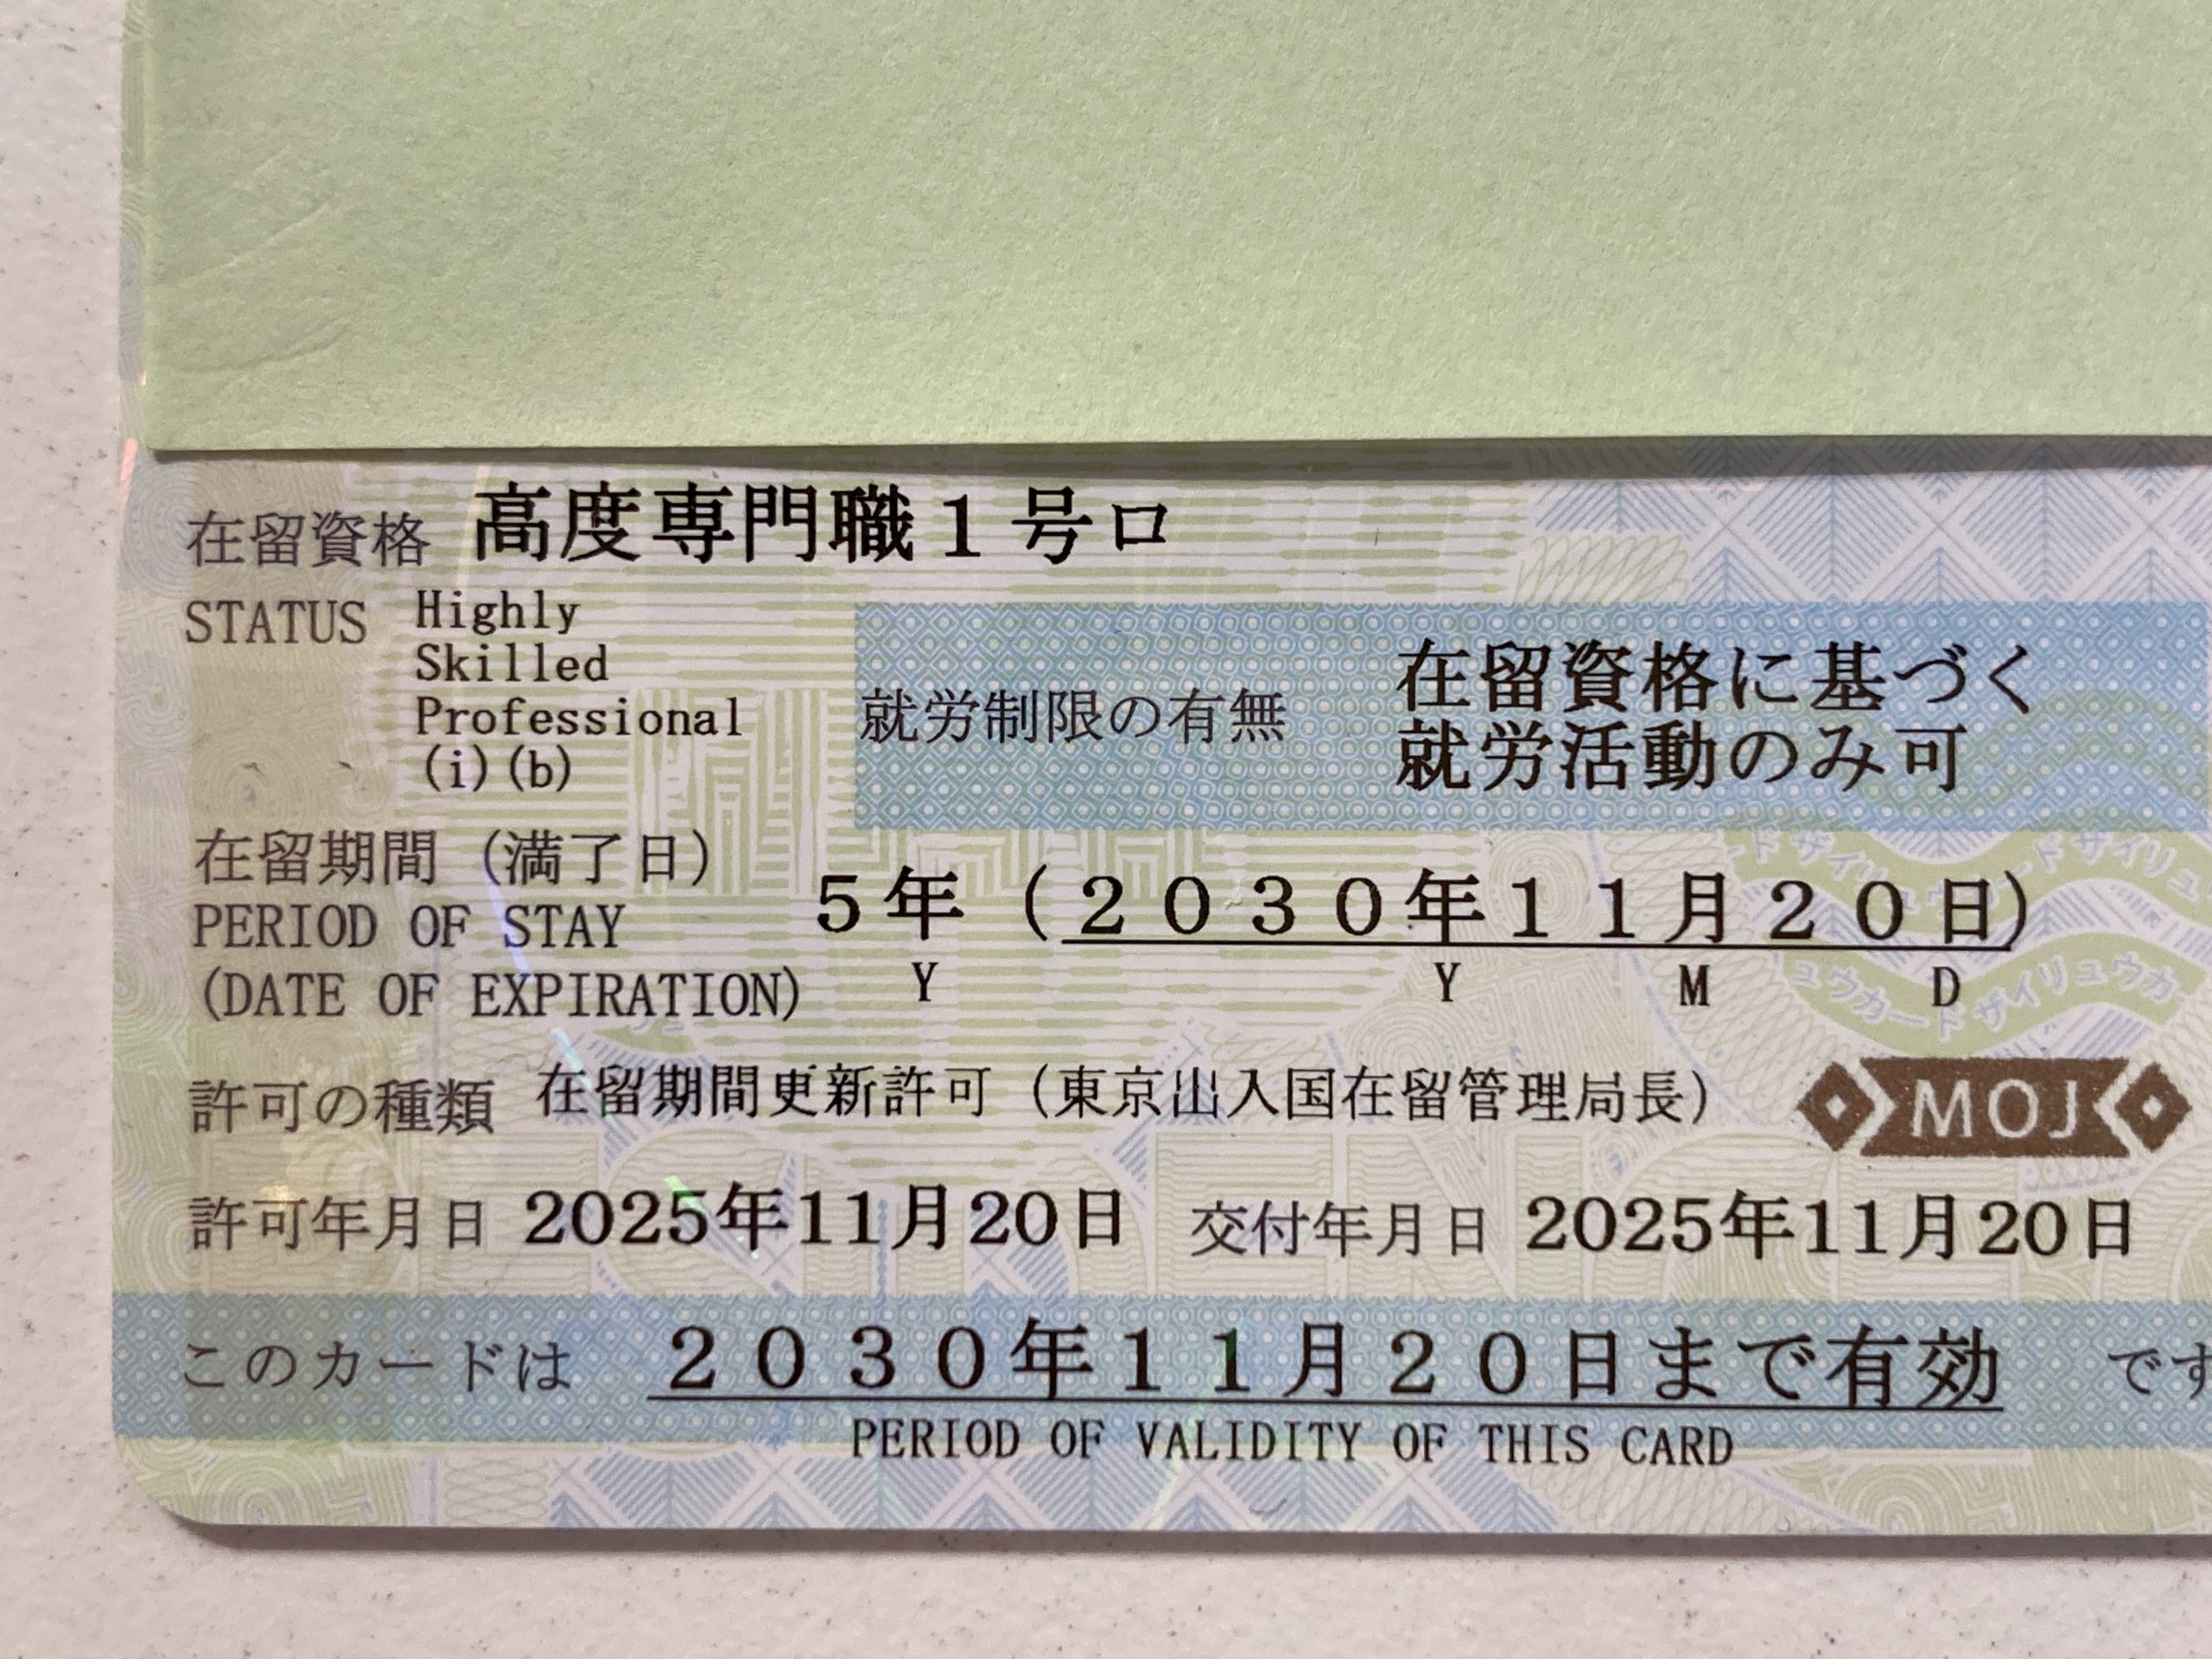 在留資格 高度専門職1号ロ
STATUS Highly
Skilled
Professional
(i)(b)
就労制限の有無 在留資格に基づく
就労活動のみ可
在留期間(満了日)
PERIOD OF STAY
(DATE OF EXPIRATION)
5年(2030年11月20日)
Y Y M D
許可の種類 在留期間更新許可(東京出入国在留管理局長)
MOJ
許可年月日 2025年11月20日 交付年月日 2025年11月20日
このカードは 2030年11月20日まで有効 です
PERIOD OF VALIDITY OF THIS CARD